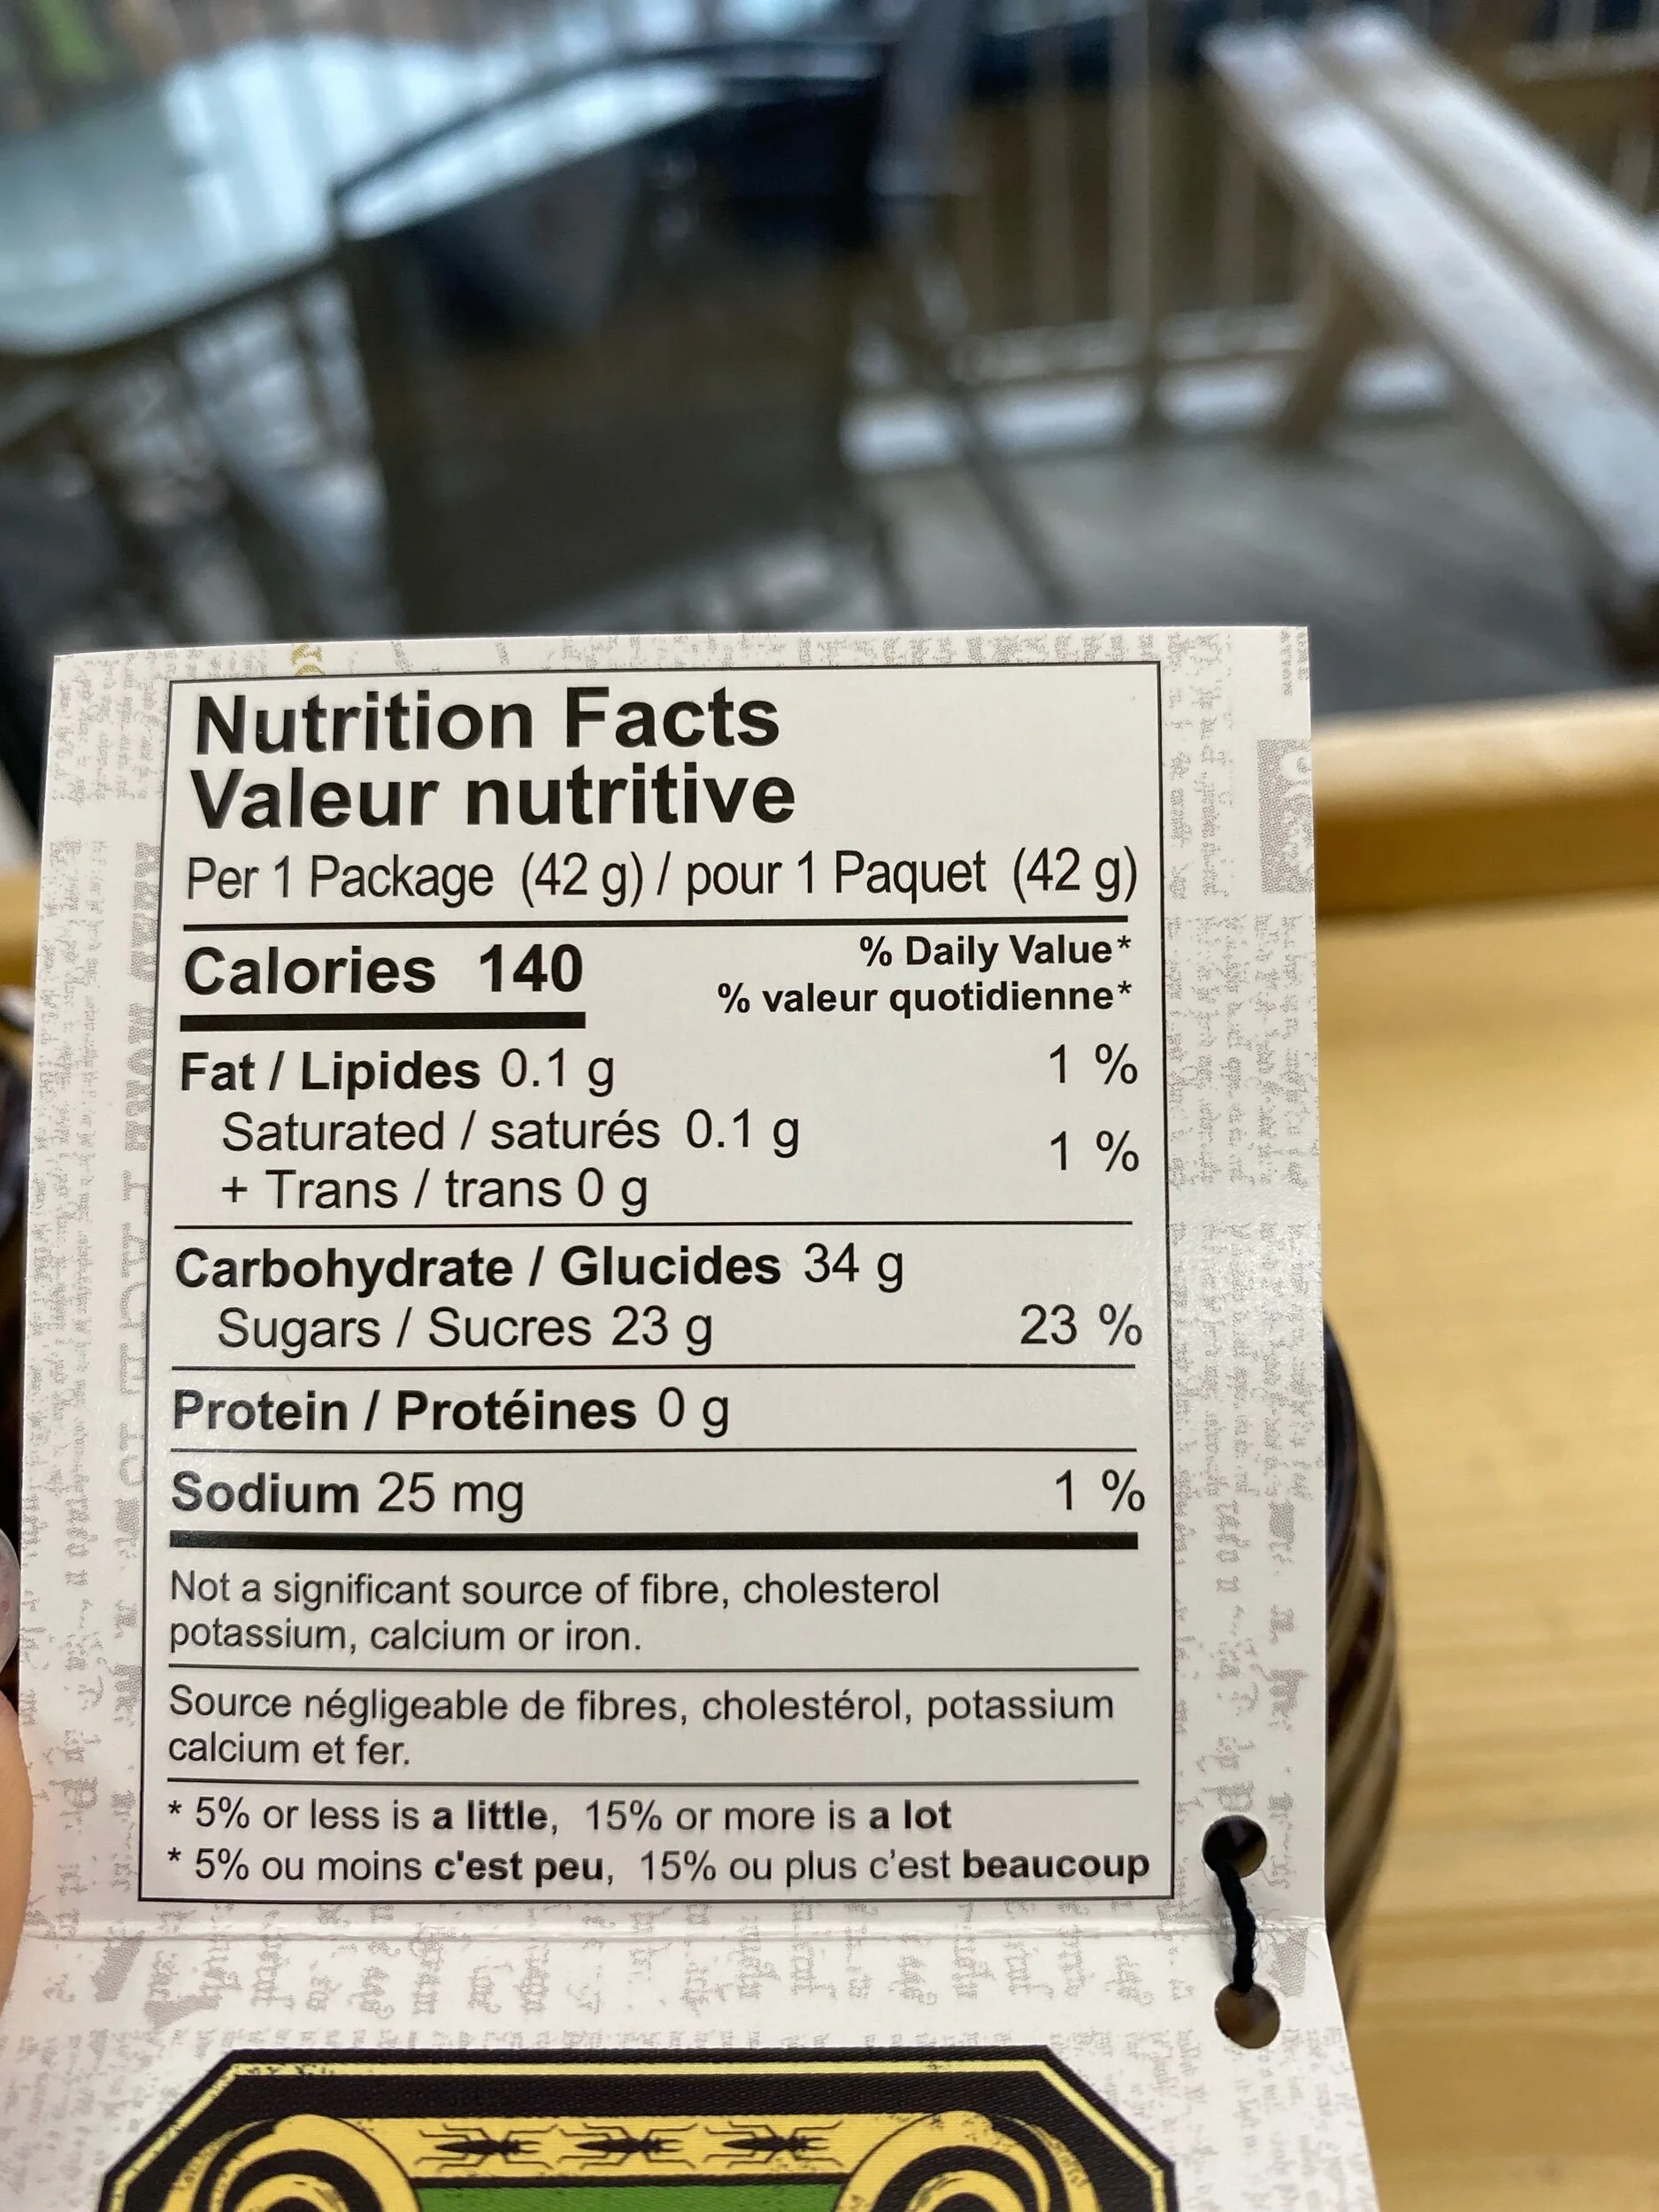 Nutrition Facts
Valeur nutritive
Per 1 Package (42 g) / pour 1 Paquet (42 g)
Calories 140
% Daily Value*
% valeur quotidienne*
Fat / Lipides 0.1 g 1 %
Saturated / saturés 0.1 g
+ Trans / trans 0 g 1 %
Carbohydrate / Glucides 34 g
Sugars / Sucres 23 g 23 %
Protein / Protéines 0 g
Sodium 25 mg 1 %
Not a significant source of fibre, cholesterol
potassium, calcium or iron.
Source négligeable de fibres, cholestérol, potassium
calcium et fer.
* 5% or less is a little, 15% or more is a lot
* 5% ou moins c'est peu, 15% ou plus c'est beaucoup